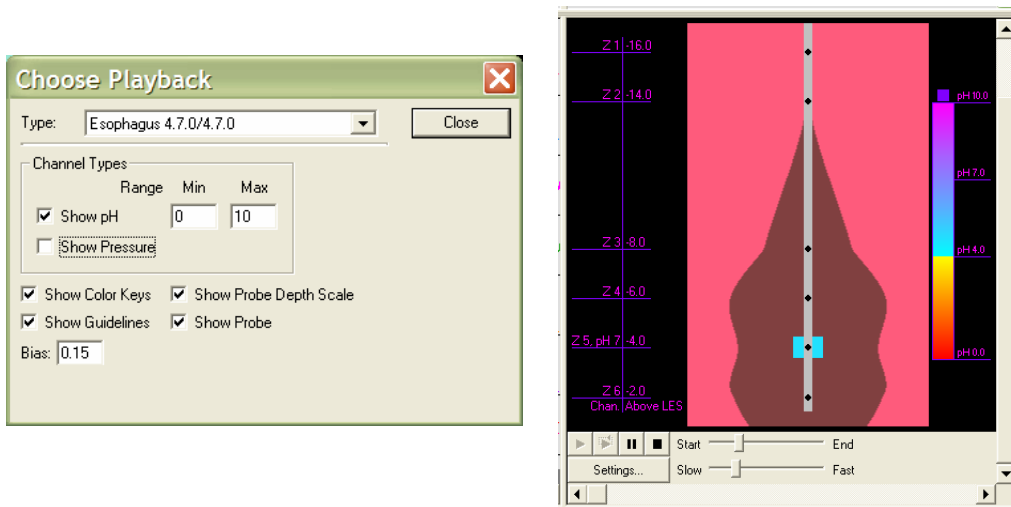 Choose Playback
Type: Esophagus 4.7.0/4.7.0 Close
Channel Types
Range Min Max
Show pH 0 10
Show Pressure
Show Color Keys Show Probe Depth Scale
Show Guidelines Show Probe
Bias: 0.15
Z 1 -16.0
Z 2 -14.0
Z 3 -8.0
Z 4 -6.0
Z 5, pH 7 -4.0
Z 6 -2.0
Chan. Above LES
pH 10.0
pH 7.0
pH 4.0
pH 0.0
Start End
Settings... Slow Fast